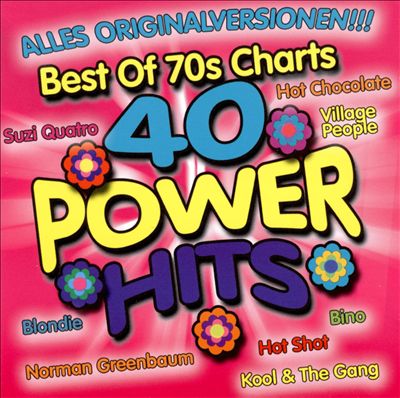 ALLES ORIGINALVERSIONEN!!!
Best Of 70s Charts
Hot Chocolate
Suzi Quatro
40
Village
People
POWER
HITS
Blondie
Bino
Norman Greenbaum
Hot Shot
Kool & The Gang